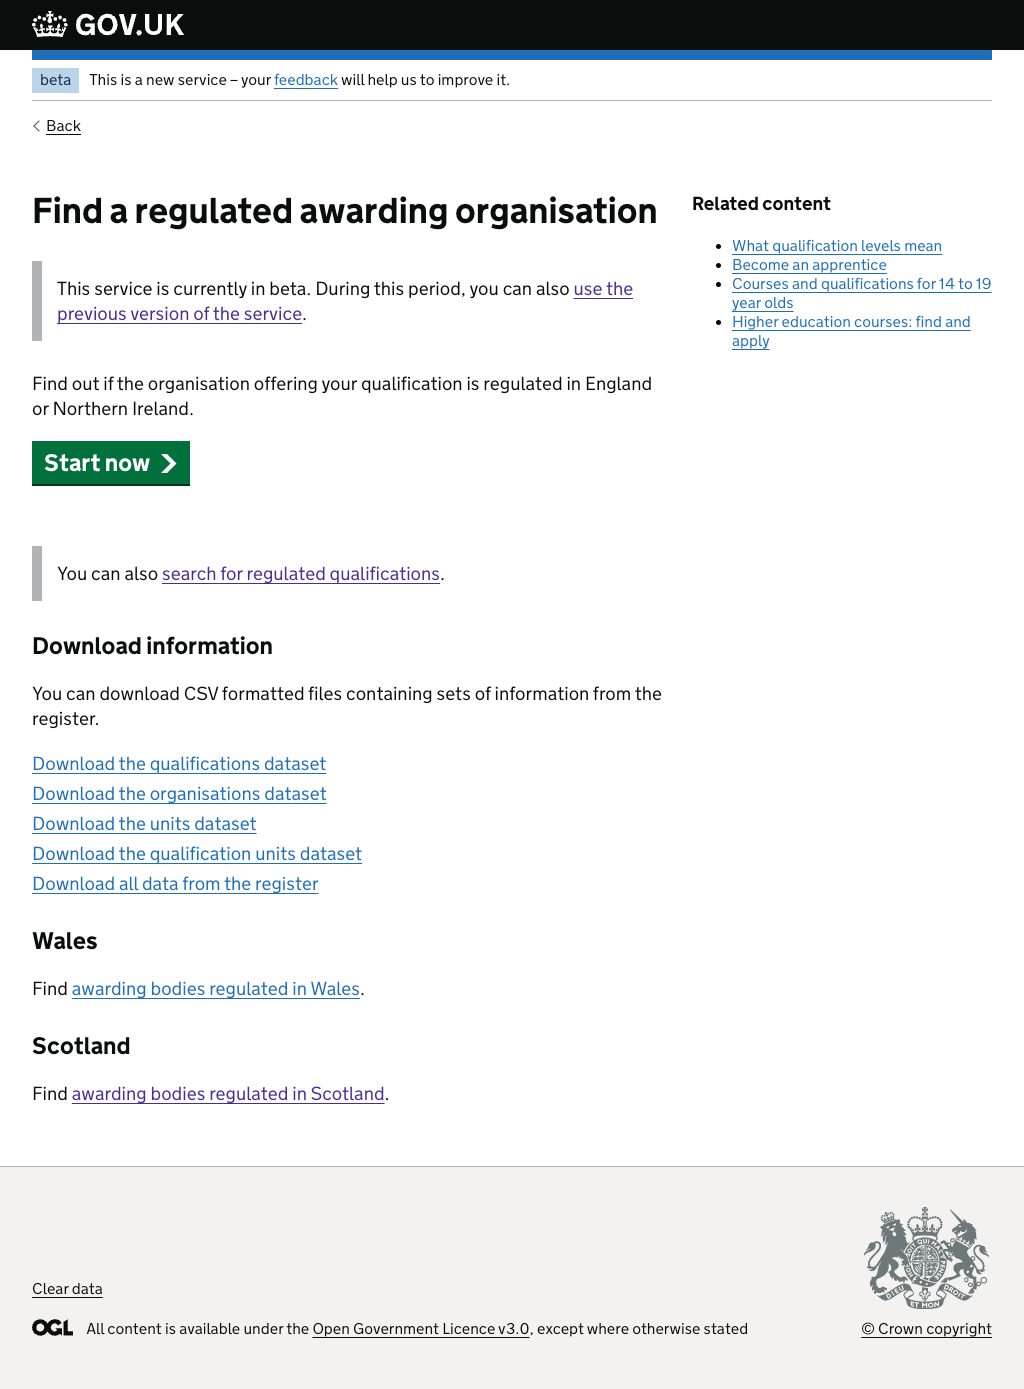 GOV.UK
beta This is a new service – your feedback will help us to improve it.
Back
Find a regulated awarding organisation
This service is currently in beta. During this period, you can also use the
previous version of the service.
Find out if the organisation offering your qualification is regulated in England
or Northern Ireland.
Start now
You can also search for regulated qualifications.
Download information
You can download CSV formatted files containing sets of information from the
register.
Download the qualifications dataset
Download the organisations dataset
Download the units dataset
Download the qualification units dataset
Download all data from the register
Wales
Find awarding bodies regulated in Wales.
Scotland
Find awarding bodies regulated in Scotland.
Related content
What qualification levels mean
Become an apprentice
Courses and qualifications for 14 to 19
year olds
Higher education courses: find and
apply
Clear data
OGL All content is available under the Open Government Licence v3.0, except where otherwise stated
DIEU ET MON DROIT
© Crown copyright